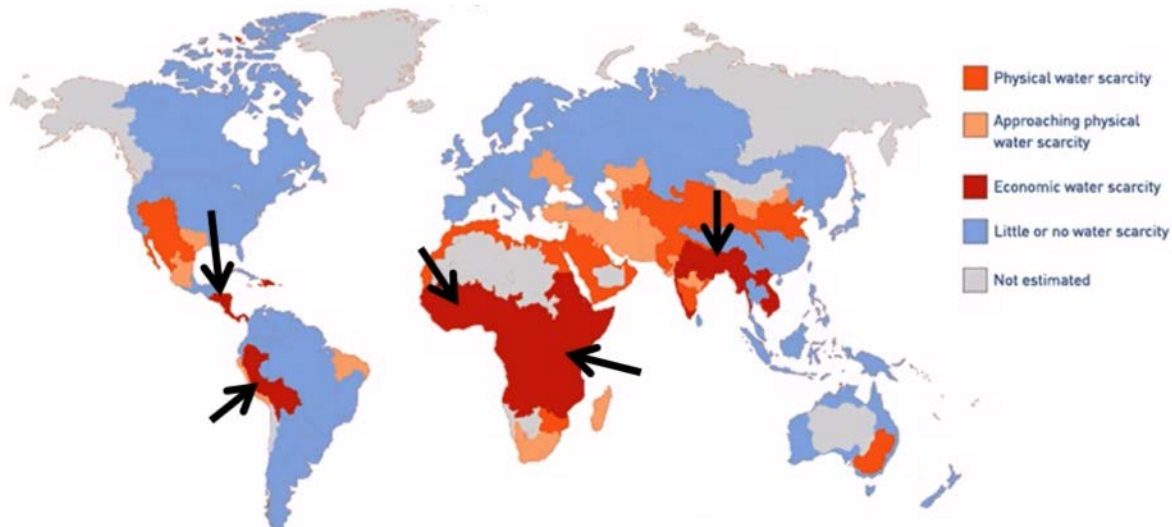 Physical water scarcity
Approaching physical
water scarcity
Economic water scarcity
Little or no water scarcity
Not estimated